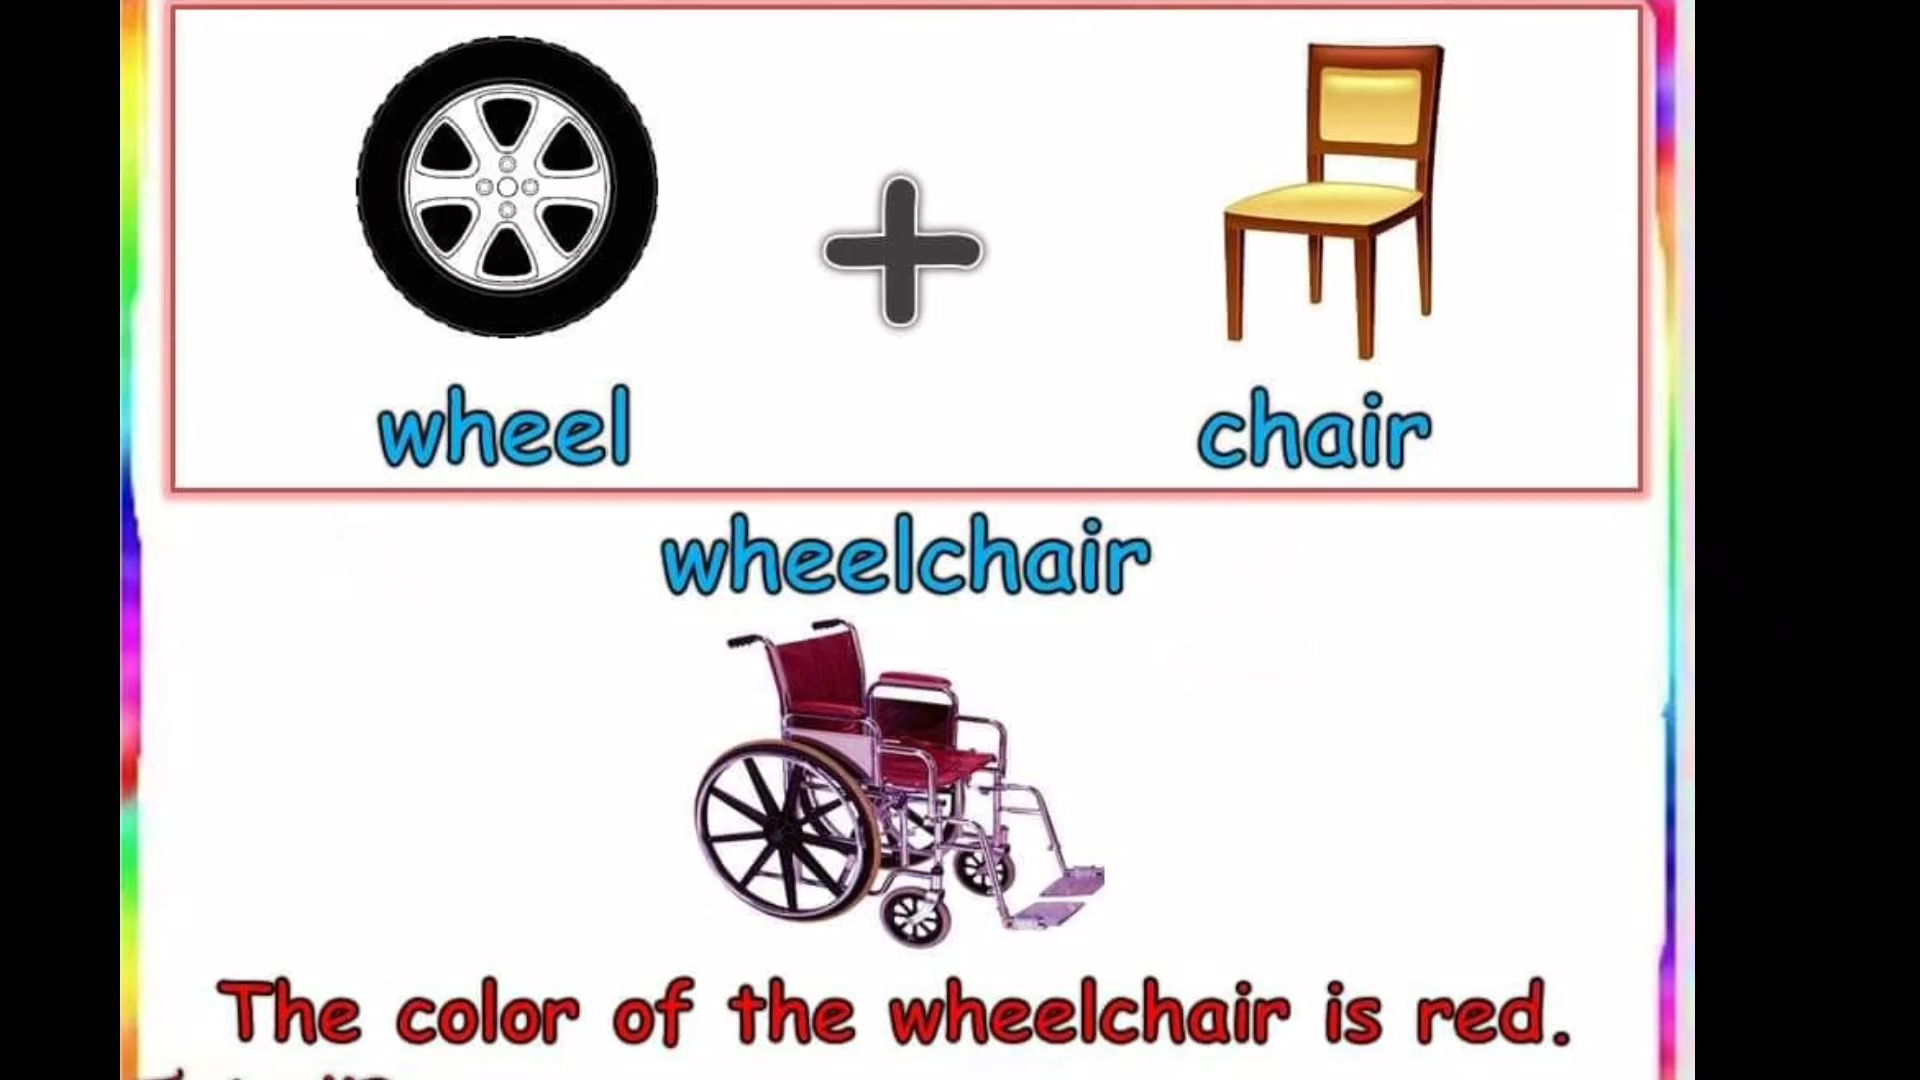 wheel
chair
wheelchair
The color of the wheelchair is red.